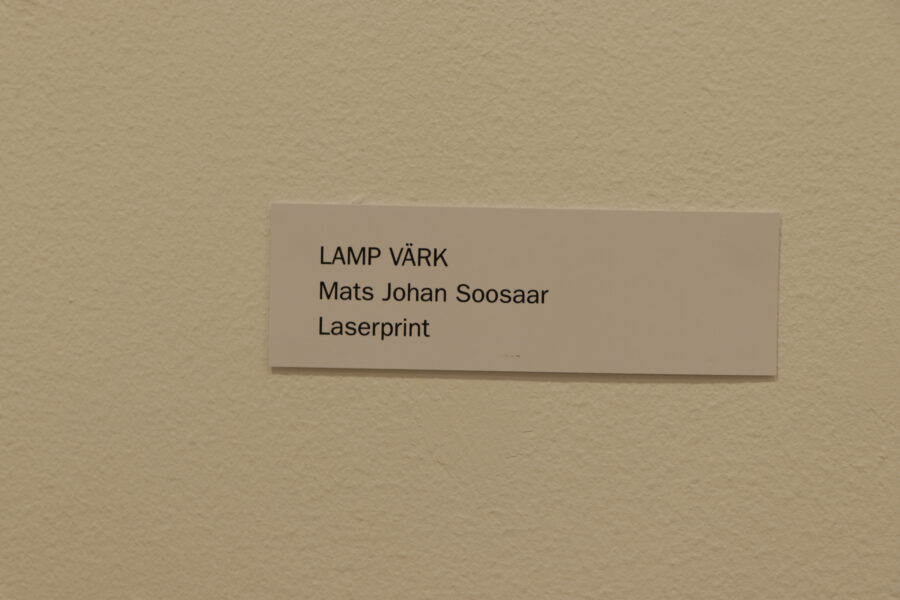 LAMP VÄRK
Mats Johan Soosaar
Laserprint